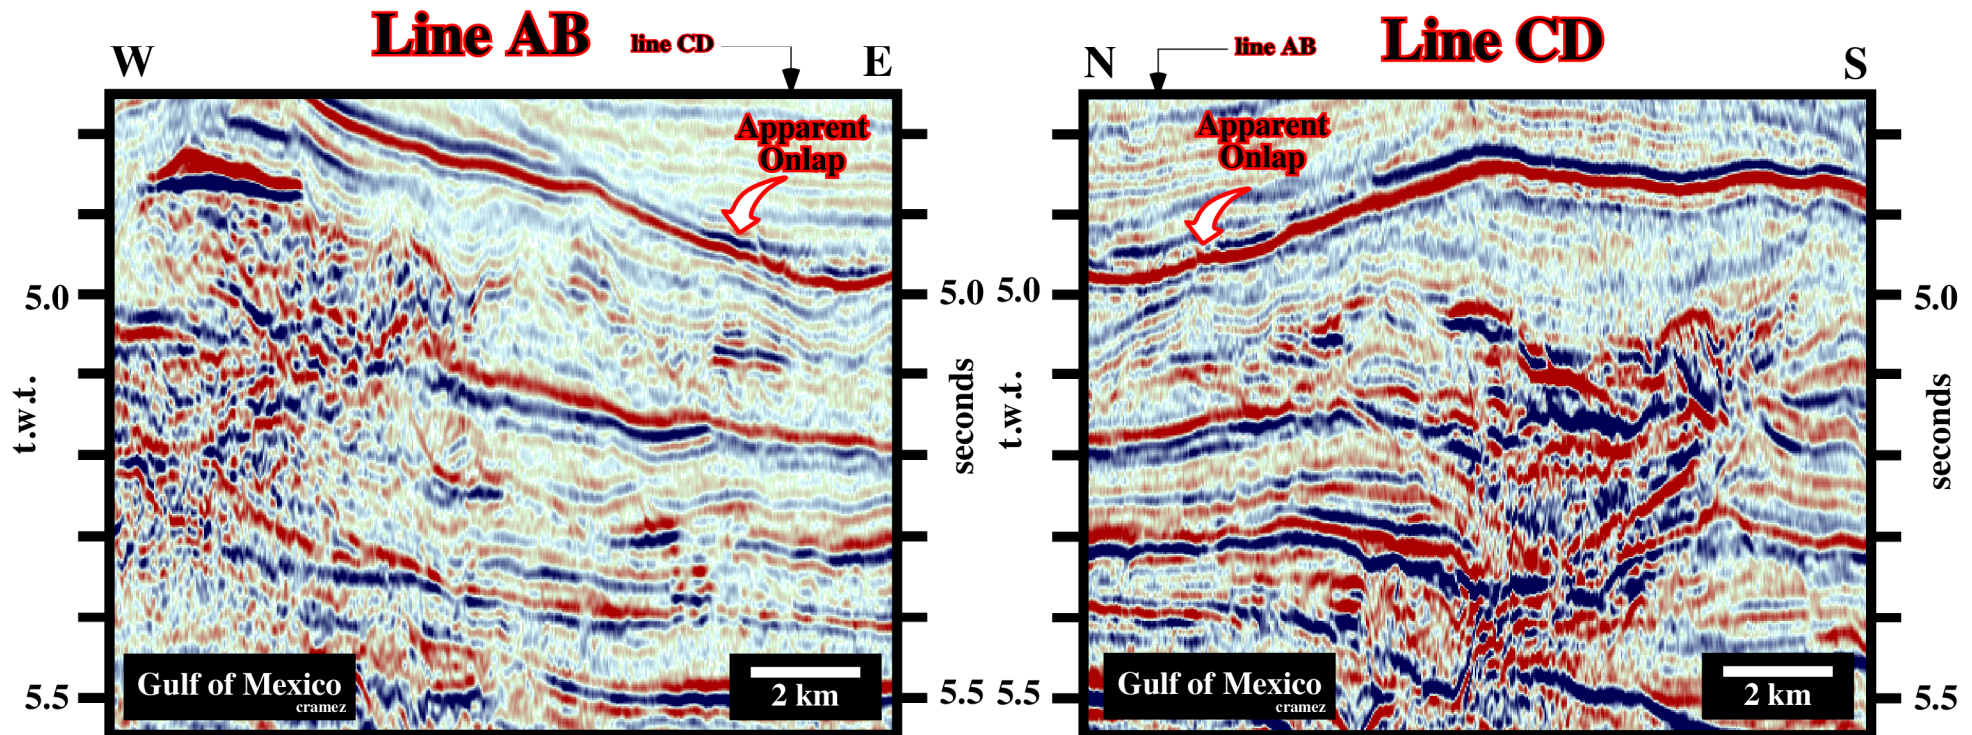 Line AB
line CD
W
E
Apparent
Onlap
5.0
5.0
t.w.t.
seconds
Gulf of Mexico
cramez
2 km
5.5
5.5
Line CD
line AB
N
S
Apparent
Onlap
5.0
5.0
t.w.t.
seconds
Gulf of Mexico
cramez
2 km
5.5
5.5